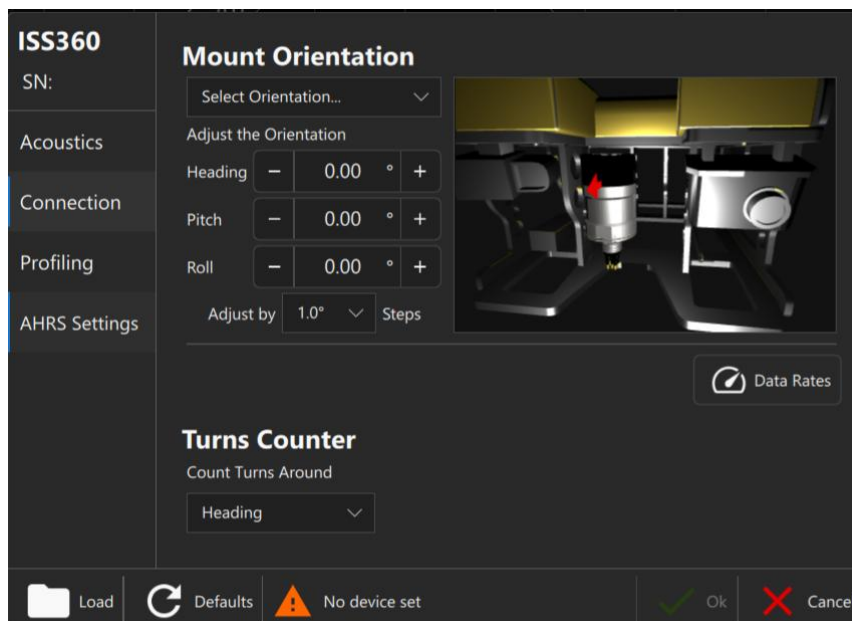 ISS360
SN:
Acoustics
Connection
Profiling
AHRS Settings
Mount Orientation
Select Orientation...
Adjust the Orientation
Heading − 0.00 ° +
Pitch − 0.00 ° +
Roll − 0.00 ° +
Adjust by 1.0° Steps
Data Rates
Turns Counter
Count Turns Around
Heading
Load Defaults No device set Ok Cance